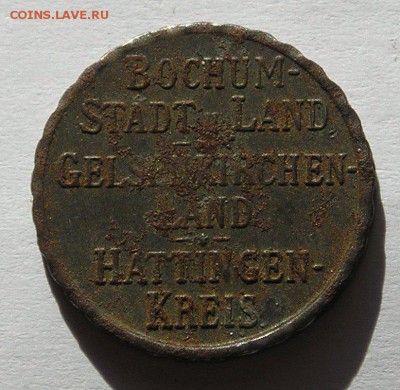 COINS.LAVE.RU
BOCHUM-
STADT u. LAND
GELSENKIRCHEN-
LAND
HATTINGEN-
KREIS.